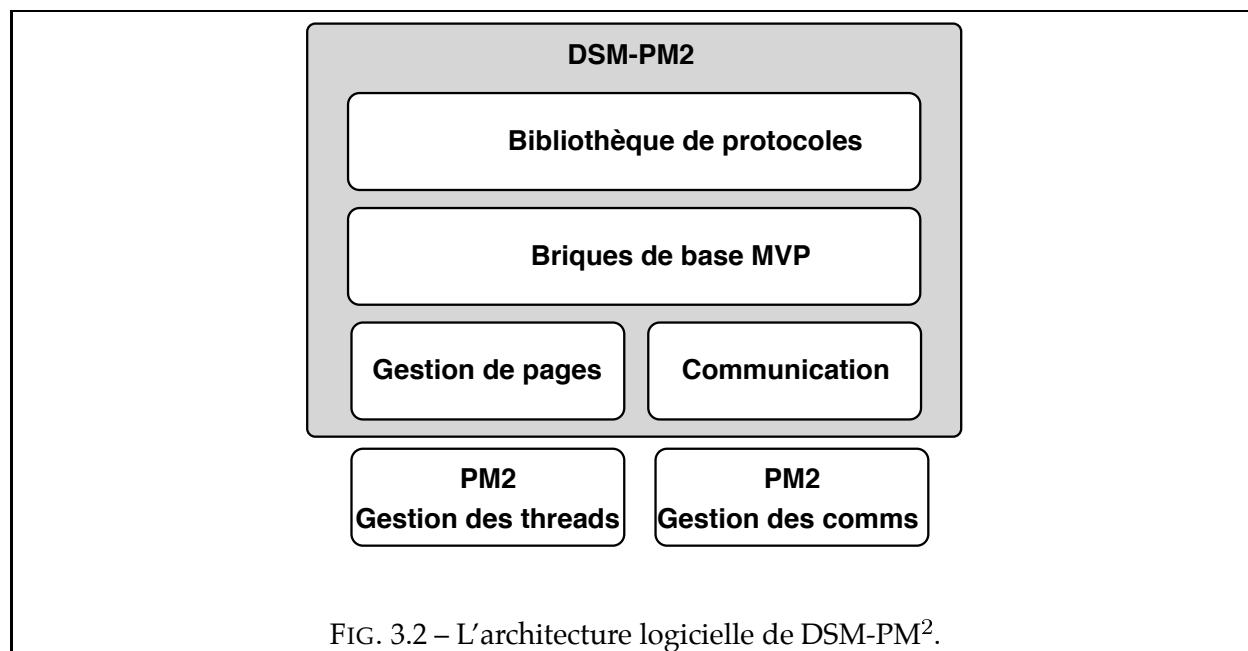 DSM-PM2
Bibliothèque de protocoles
Briques de base MVP
Gestion de pages
Communication
PM2
Gestion des threads
PM2
Gestion des comms
FIG. 3.2 – L'architecture logicielle de DSM-PM².